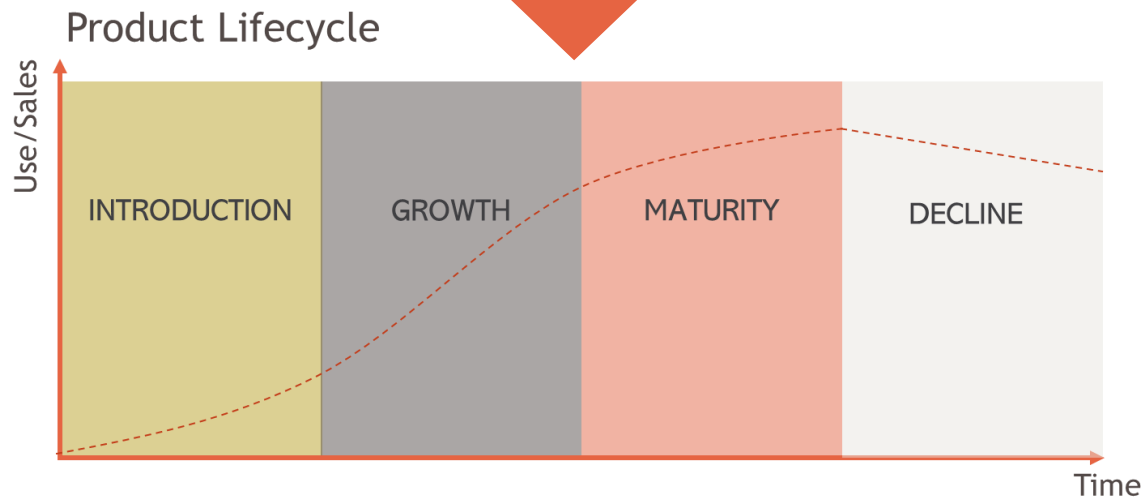 Product Lifecycle
Use/Sales
INTRODUCTION
GROWTH
MATURITY
DECLINE
Time